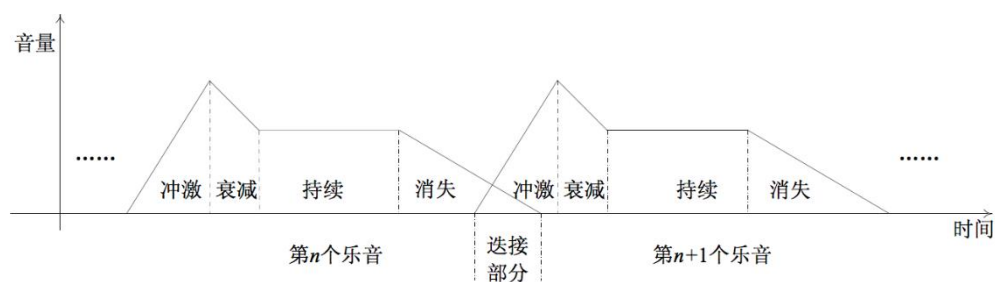 音量
……
……
冲激
衰减
持续
消失
冲激
衰减
持续
消失
时间
第n个乐音
迭接
部分
第n+1个乐音